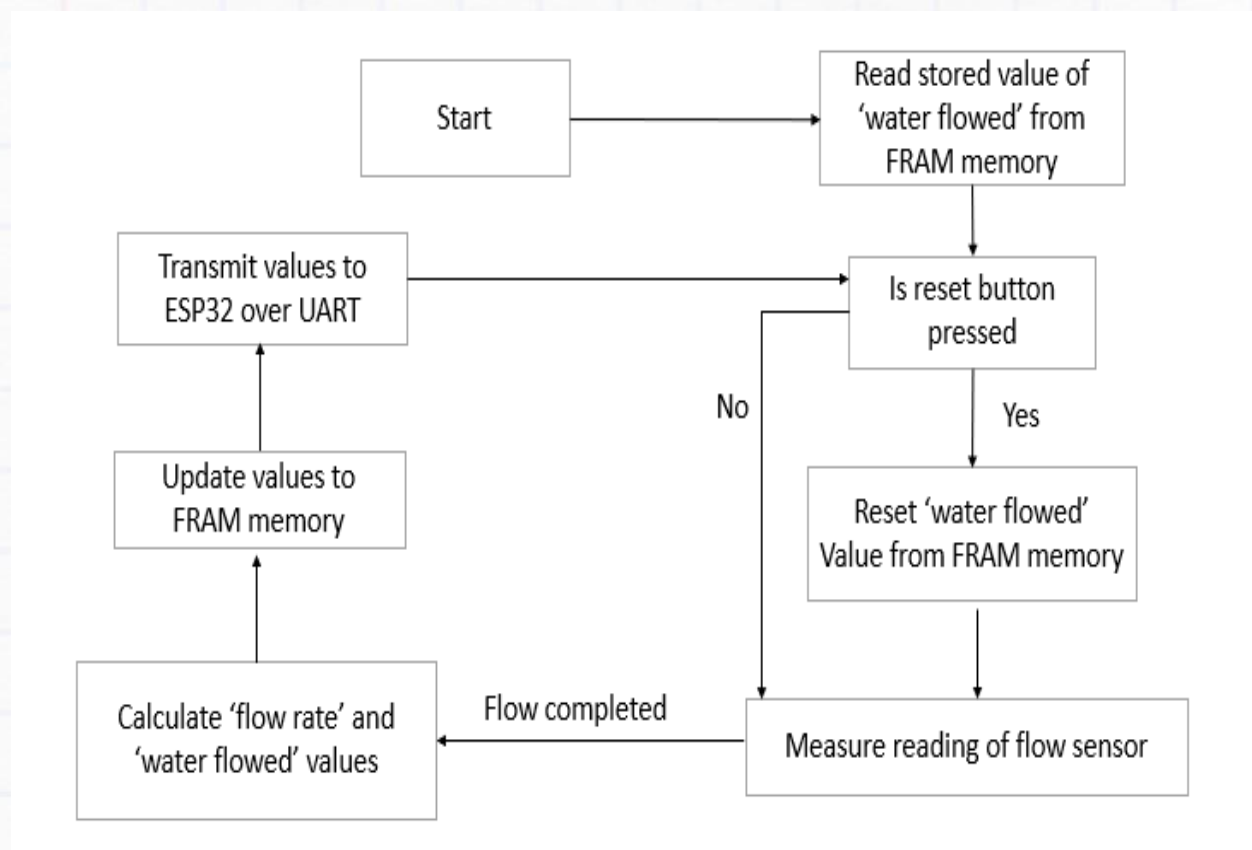 Start
Read stored value of
‘water flowed’ from
FRAM memory
Transmit values to
ESP32 over UART
Is reset button
pressed
No
Yes
Update values to
FRAM memory
Reset ‘water flowed’
Value from FRAM memory
Calculate ‘flow rate’ and
‘water flowed’ values
Flow completed
Measure reading of flow sensor